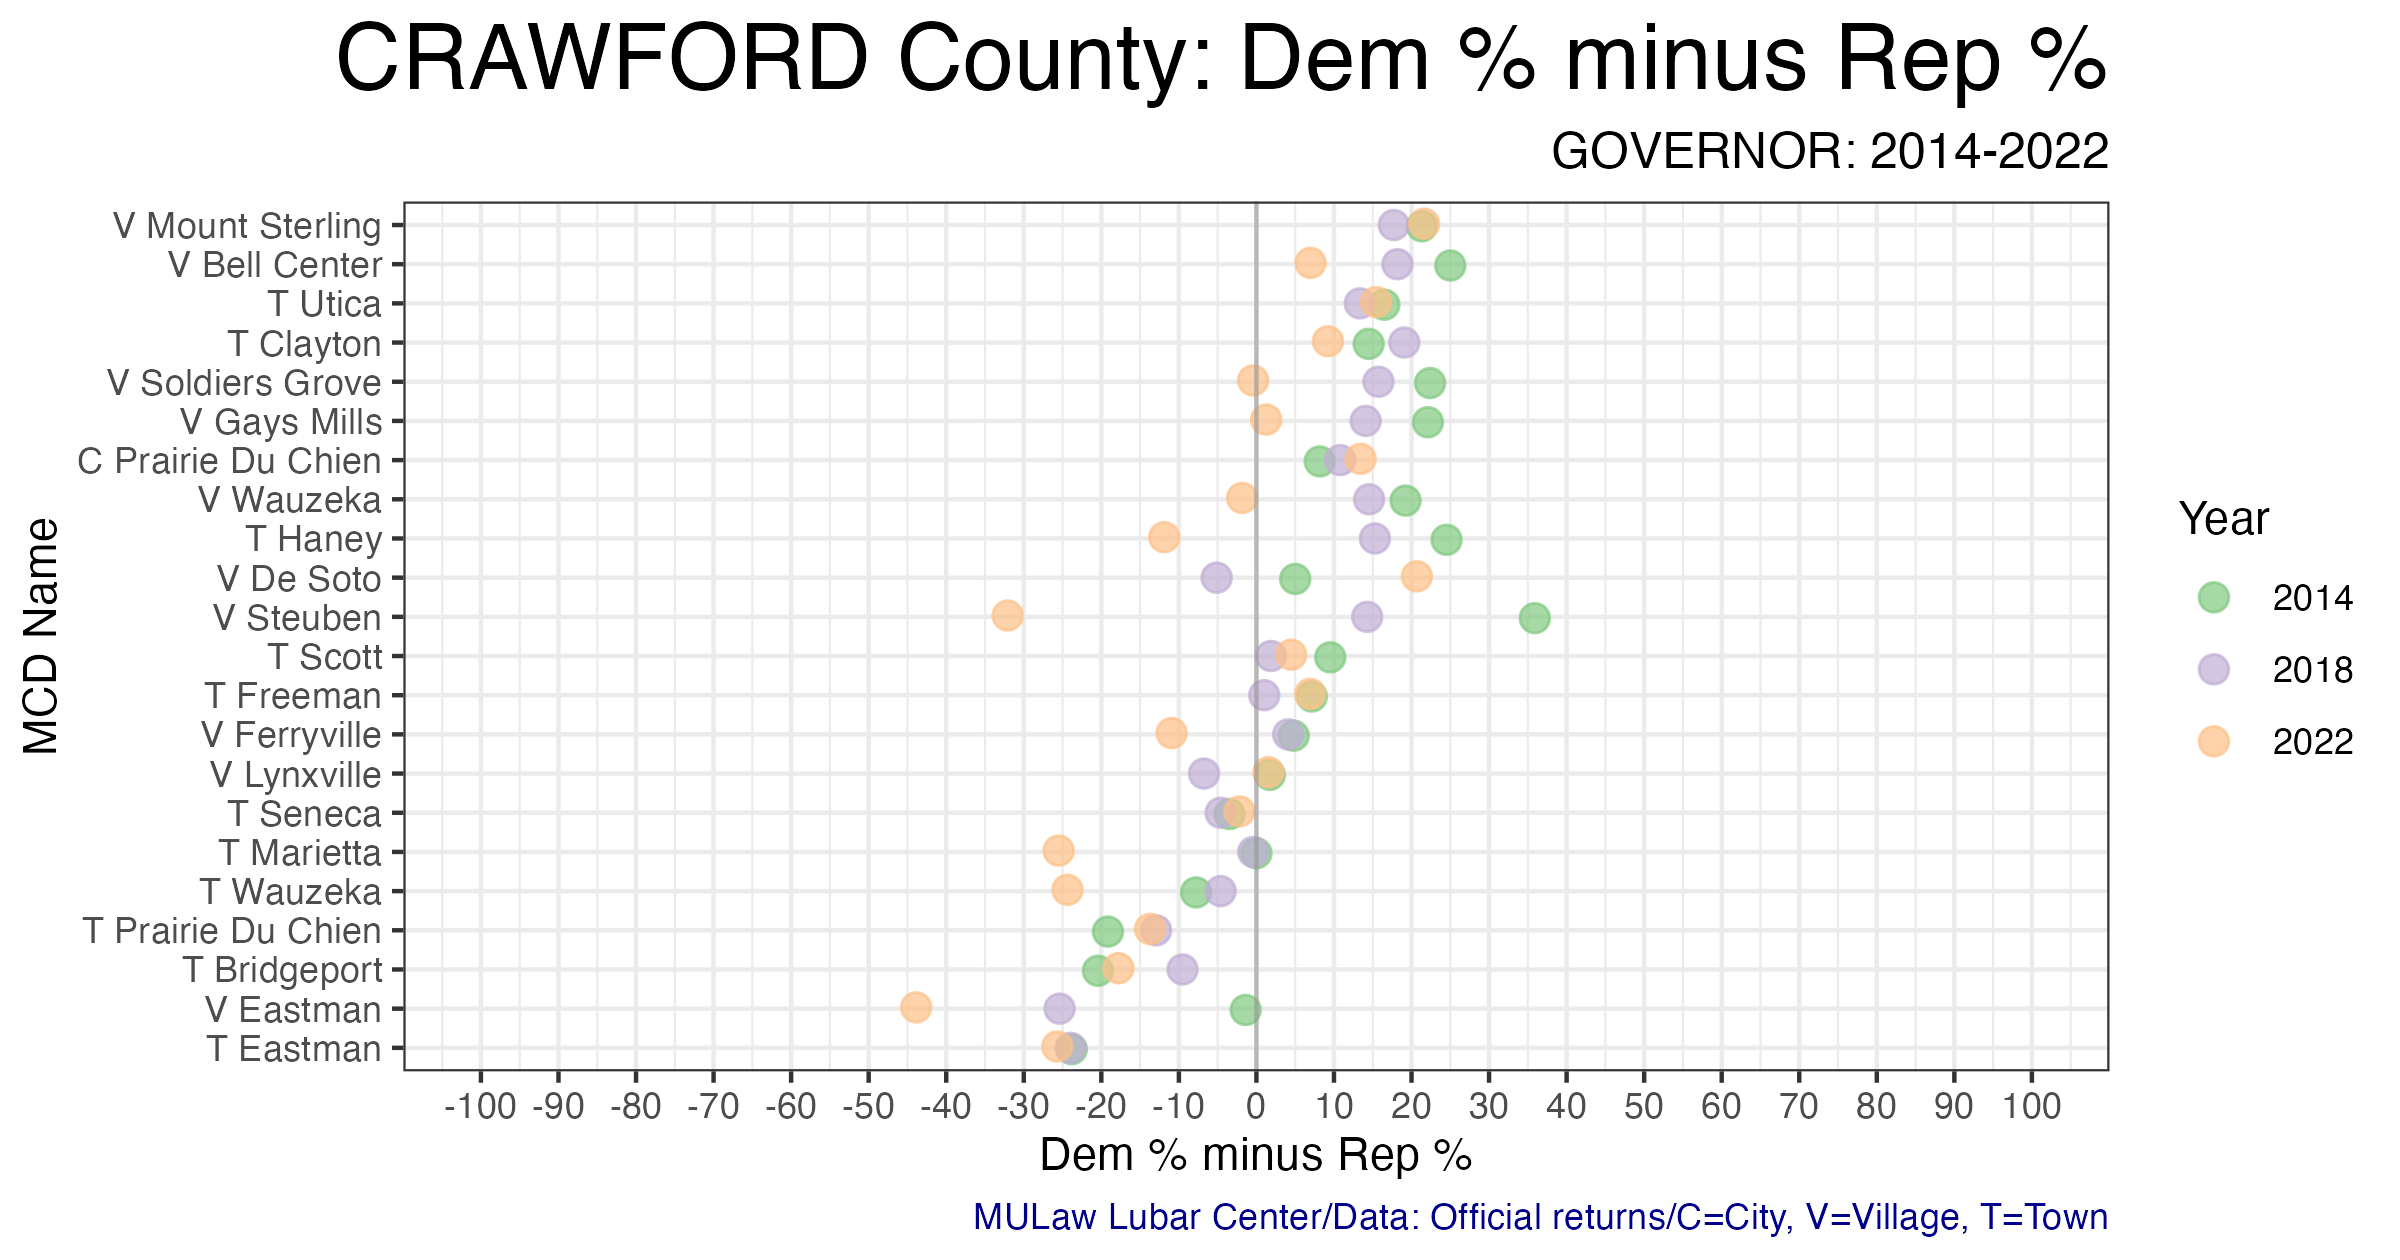 CRAWFORD County: Dem % minus Rep %
GOVERNOR: 2014-2022
MCD Name
V Mount Sterling
V Bell Center
T Utica
T Clayton
V Soldiers Grove
V Gays Mills
C Prairie Du Chien
V Wauzeka
T Haney
V De Soto
V Steuben
T Scott
T Freeman
V Ferryville
V Lynxville
T Seneca
T Marietta
T Wauzeka
T Prairie Du Chien
T Bridgeport
V Eastman
T Eastman
-100 -90 -80 -70 -60 -50 -40 -30 -20 -10 0 10 20 30 40 50 60 70 80 90 100
Dem % minus Rep %
Year
2014
2018
2022
MULaw Lubar Center/Data: Official returns/C=City, V=Village, T=Town